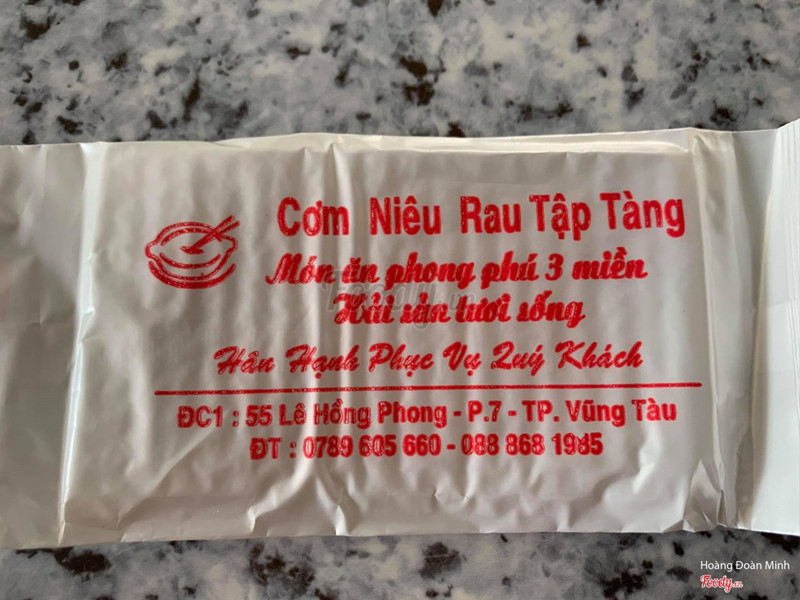 Cơm Niêu Rau Tập Tàng
Món ăn phong phú 3 miền
Hải sản tươi sống
Hân Hạnh Phục Vụ Quý Khách
ĐC1 : 55 Lê Hồng Phong - P.7 - TP. Vũng Tàu
ĐT : 0789 605 660 - 088 868 1985
Foody.vn
Hoàng Đoàn Minh
Foody.vn